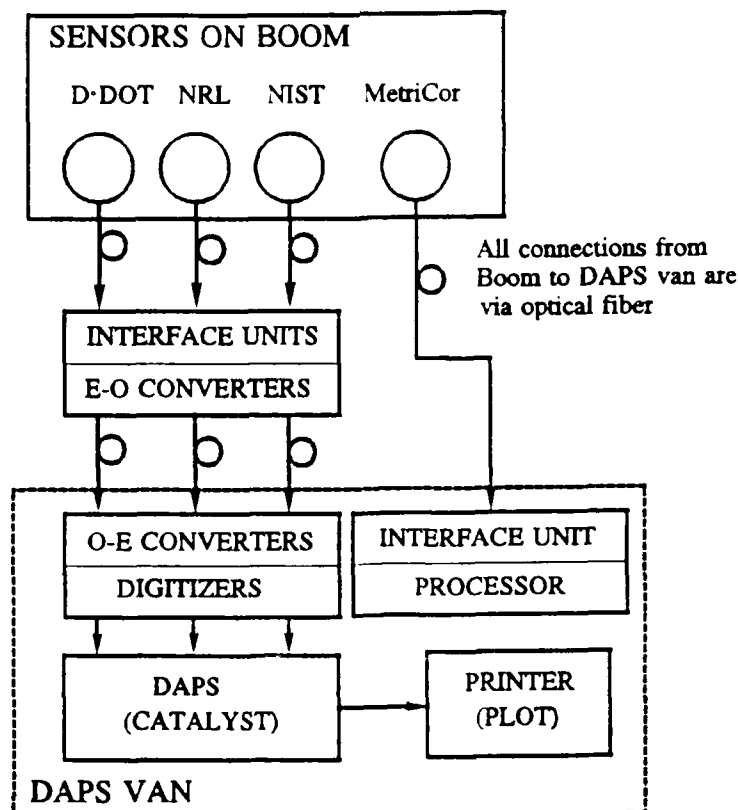 SENSORS ON BOOM
D·DOT NRL NIST MetriCor
All connections from
Boom to DAPS van are
via optical fiber
INTERFACE UNITS
E-O CONVERTERS
O-E CONVERTERS
DIGITIZERS
INTERFACE UNIT
PROCESSOR
DAPS
(CATALYST)
PRINTER
(PLOT)
DAPS VAN